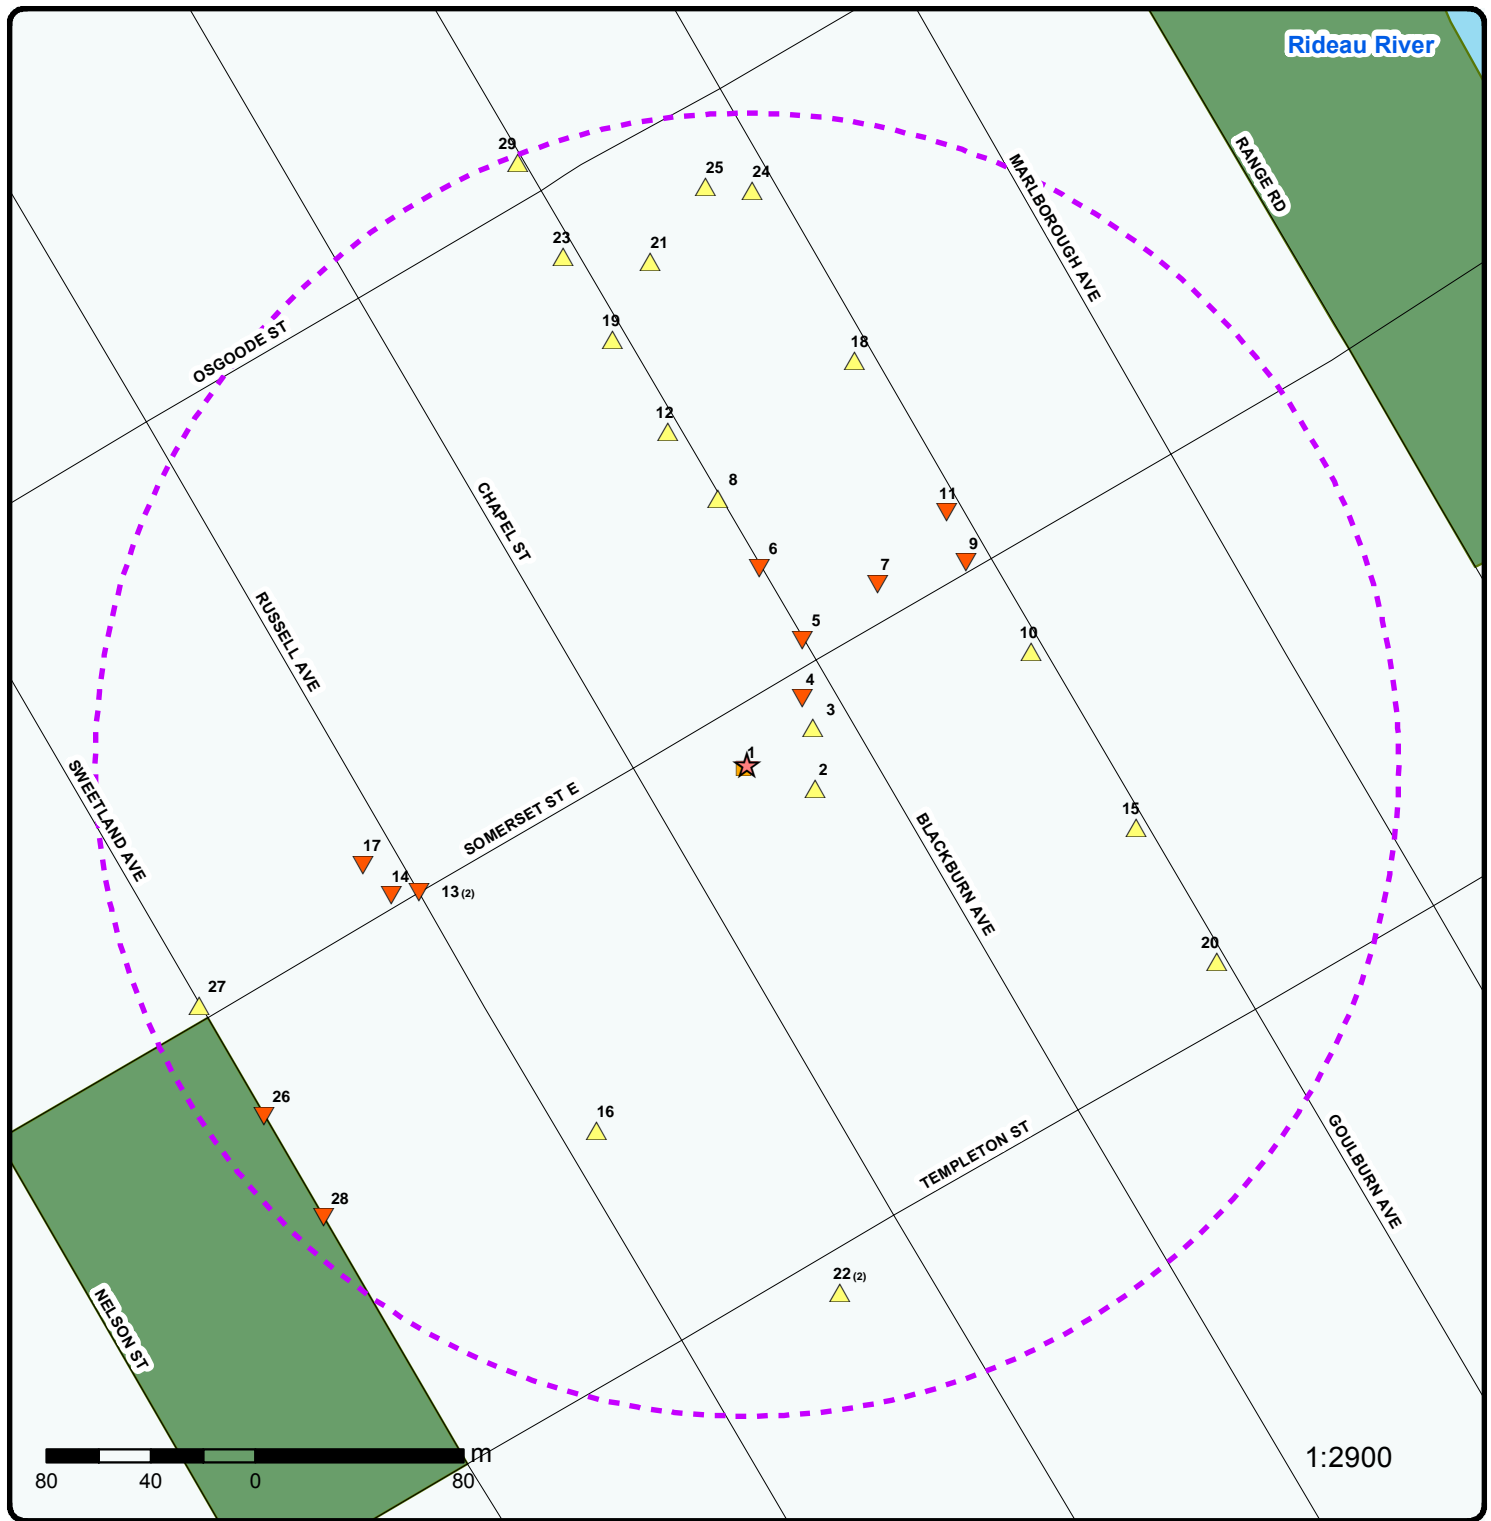 Rideau River
RANGE RD
MARLBOROUGH AVE
29
25
24
23
21
OSGOODE ST
19
18
12
CHAPEL ST
8
11
6
9
7
RUSSELL AVE
5
10
4
3
1
2
SWEETLAND AVE
SOMERSET ST E
BLACKBURN AVE
15
17
14
13 (2)
20
27
26
16
TEMPLETON ST
GOULBURN AVE
28
22 (2)
NELSON ST
m
80 40 0 80
1:2900